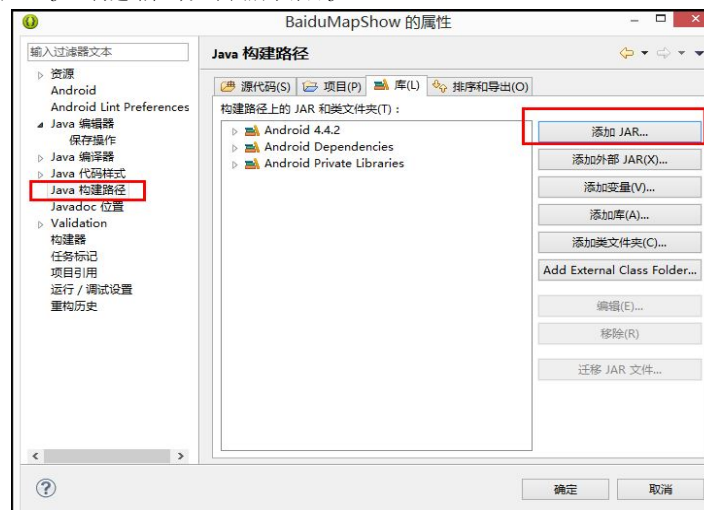 BaiduMapShow 的属性
输入过滤器文本
资源
Android
Android Lint Preferences
Java 编辑器
保存操作
Java 编译器
Java 代码样式
Java 构建路径
Javadoc 位置
Validation
构建器
任务标记
项目引用
运行 / 调试设置
重构历史
Java 构建路径
源代码(S) 项目(P) 库(L) 排序和导出(O)
构建路径上的 JAR 和类文件夹(T)：
Android 4.4.2
Android Dependencies
Android Private Libraries
添加 JAR...
添加外部 JAR(X)...
添加变量(V)...
添加库(A)...
添加类文件夹(C)...
Add External Class Folder...
编辑(E)...
移除(R)
迁移 JAR 文件...
确定 取消